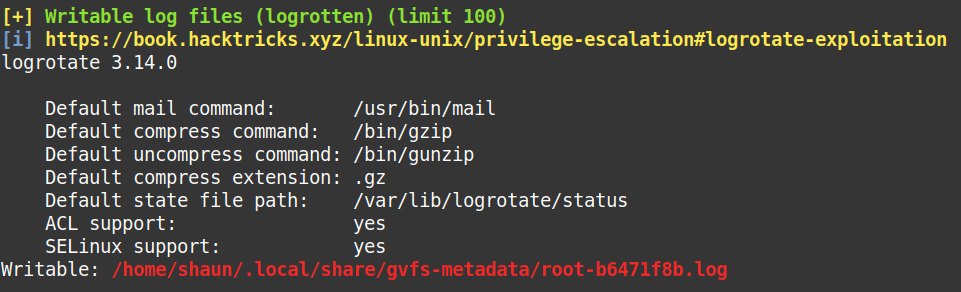 [+] Writable log files (logrotten) (limit 100)
[i] https://book.hacktricks.xyz/linux-unix/privilege-escalation#logrotate-exploitation
logrotate 3.14.0
Default mail command: /usr/bin/mail
Default compress command: /bin/gzip
Default uncompress command: /bin/gunzip
Default compress extension: .gz
Default state file path: /var/lib/logrotate/status
ACL support: yes
SELinux support: yes
Writable: /home/shaun/.local/share/gvfs-metadata/root-b6471f8b.log